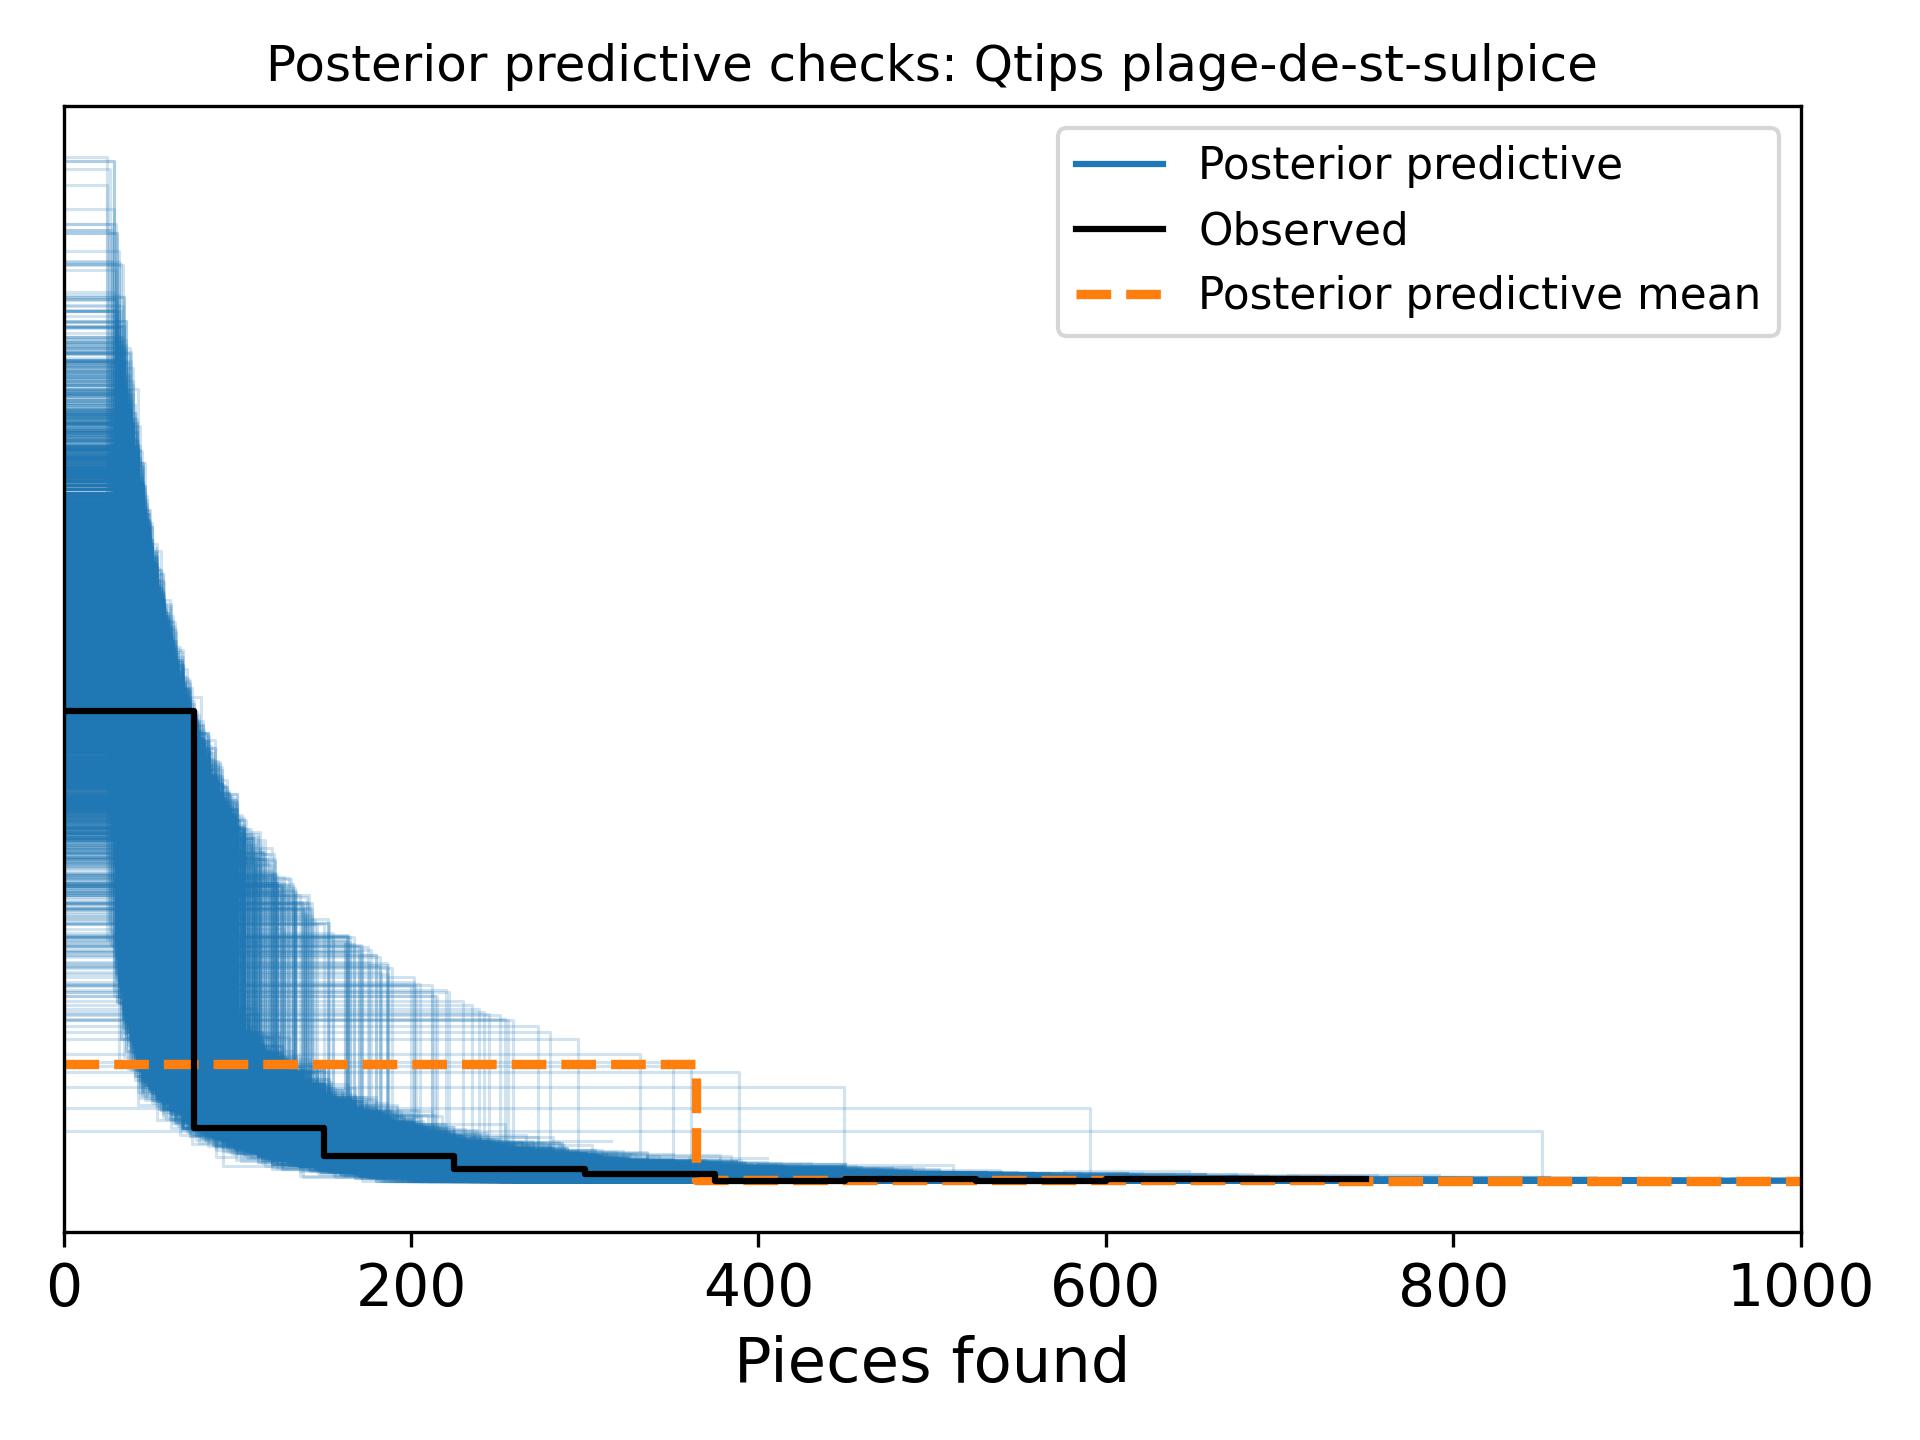 Posterior predictive checks: Qtips plage-de-st-sulpice
Posterior predictive
Observed
Posterior predictive mean
0 200 400 600 800 1000
Pieces found